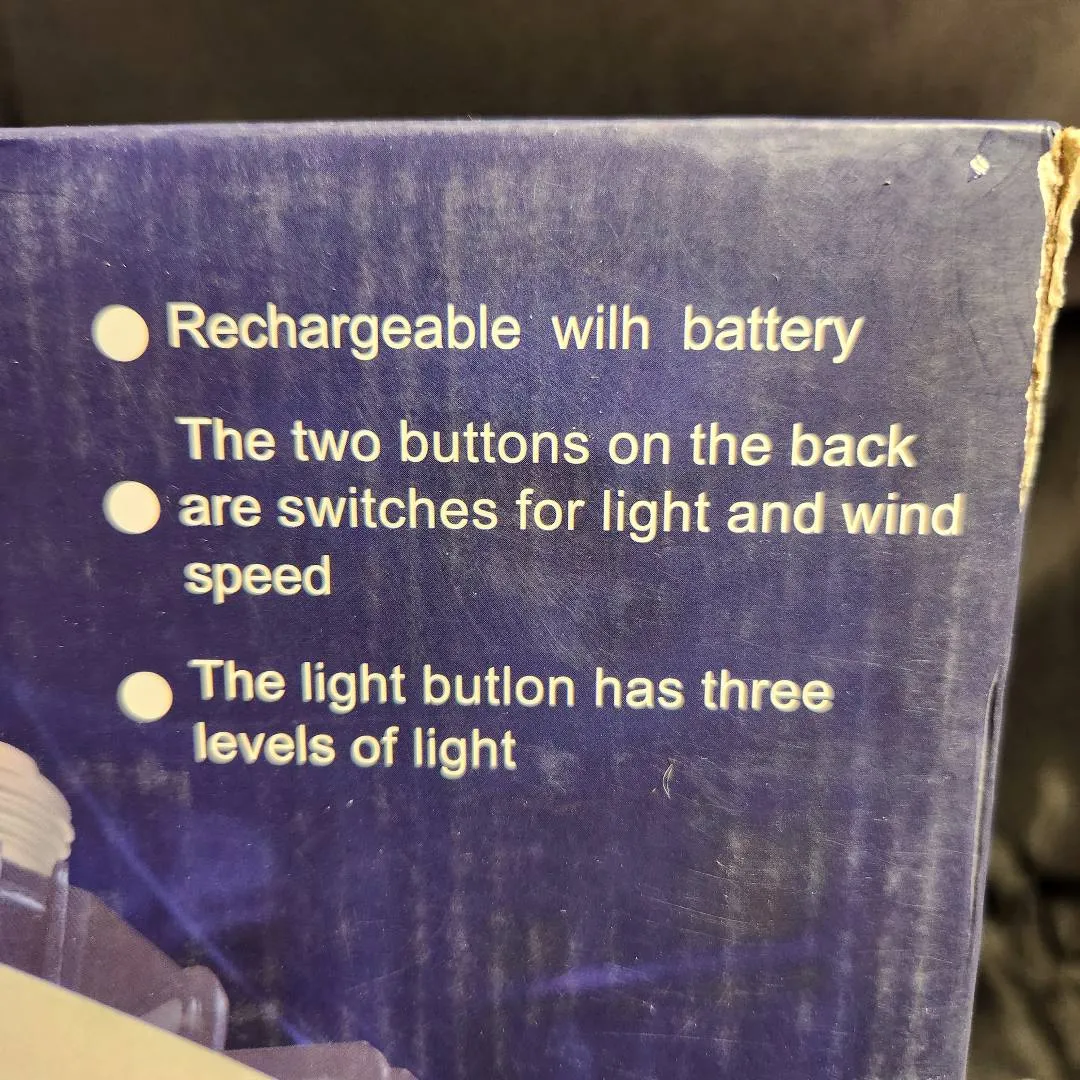 Rechargeable wilh battery
The two buttons on the back
are switches for light and wind
speed
The light butlon has three
levels of light